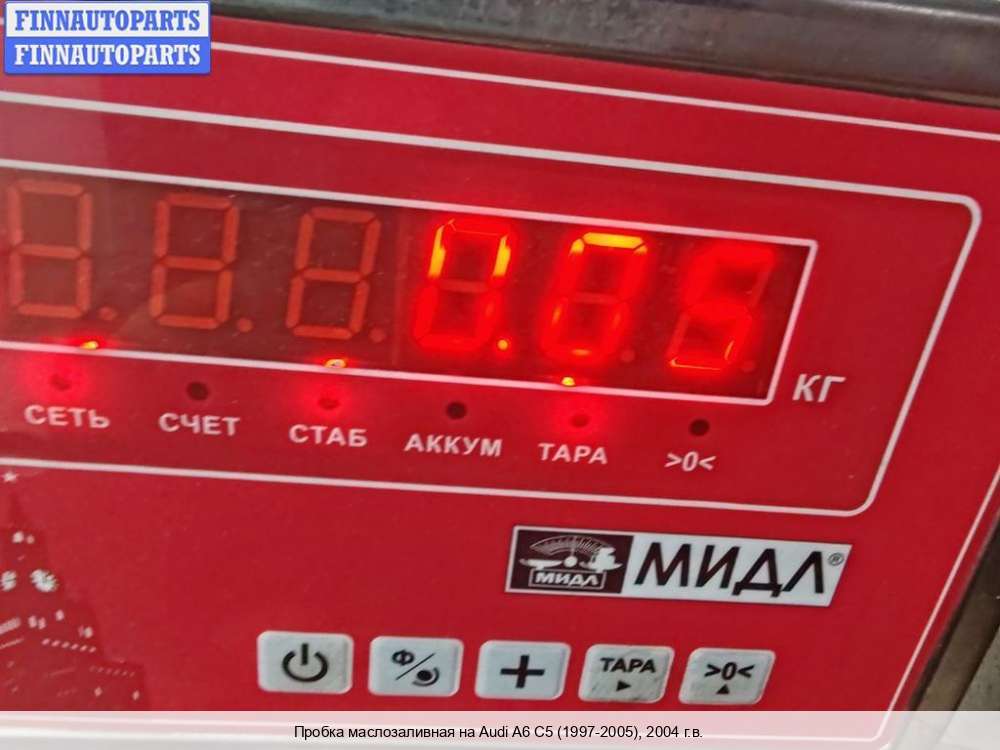 FINNAUTOPARTS
FINNAUTOPARTS
0.05
КГ
СЕТЬ СЧЕТ СТАБ АККУМ ТАРА >0<
МИДЛ МИДЛ®
Ф + ТАРА >0<
Пробка маслозаливная на Audi A6 C5 (1997-2005), 2004 г.в.